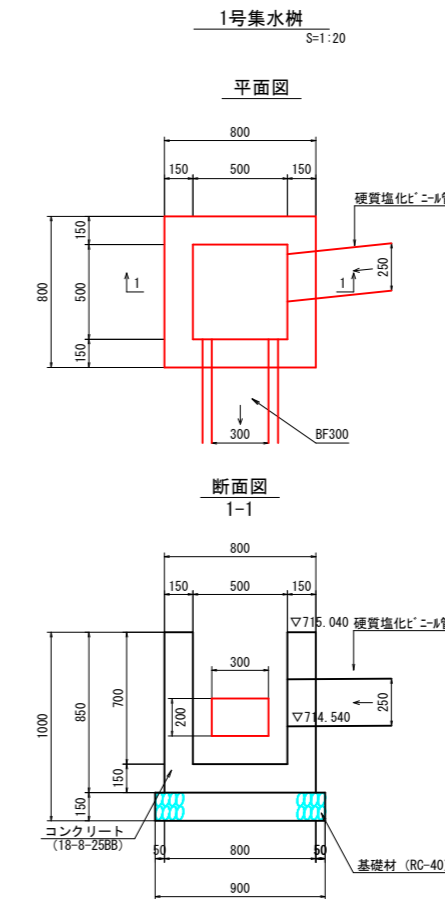 1号集水桝
S=1:20
平面図
800
150 500 150
硬質塩化ビニール管
150
800 500 1 1 250
150
300 BF300
断面図
1-1
800
150 500 150
▽715.040 硬質塩化ビニール管
300
1000 850 700 200 250
▽714.540
150
150
コンクリート
(18-8-25BB)
50 800 50
基礎材 (RC-40)
900